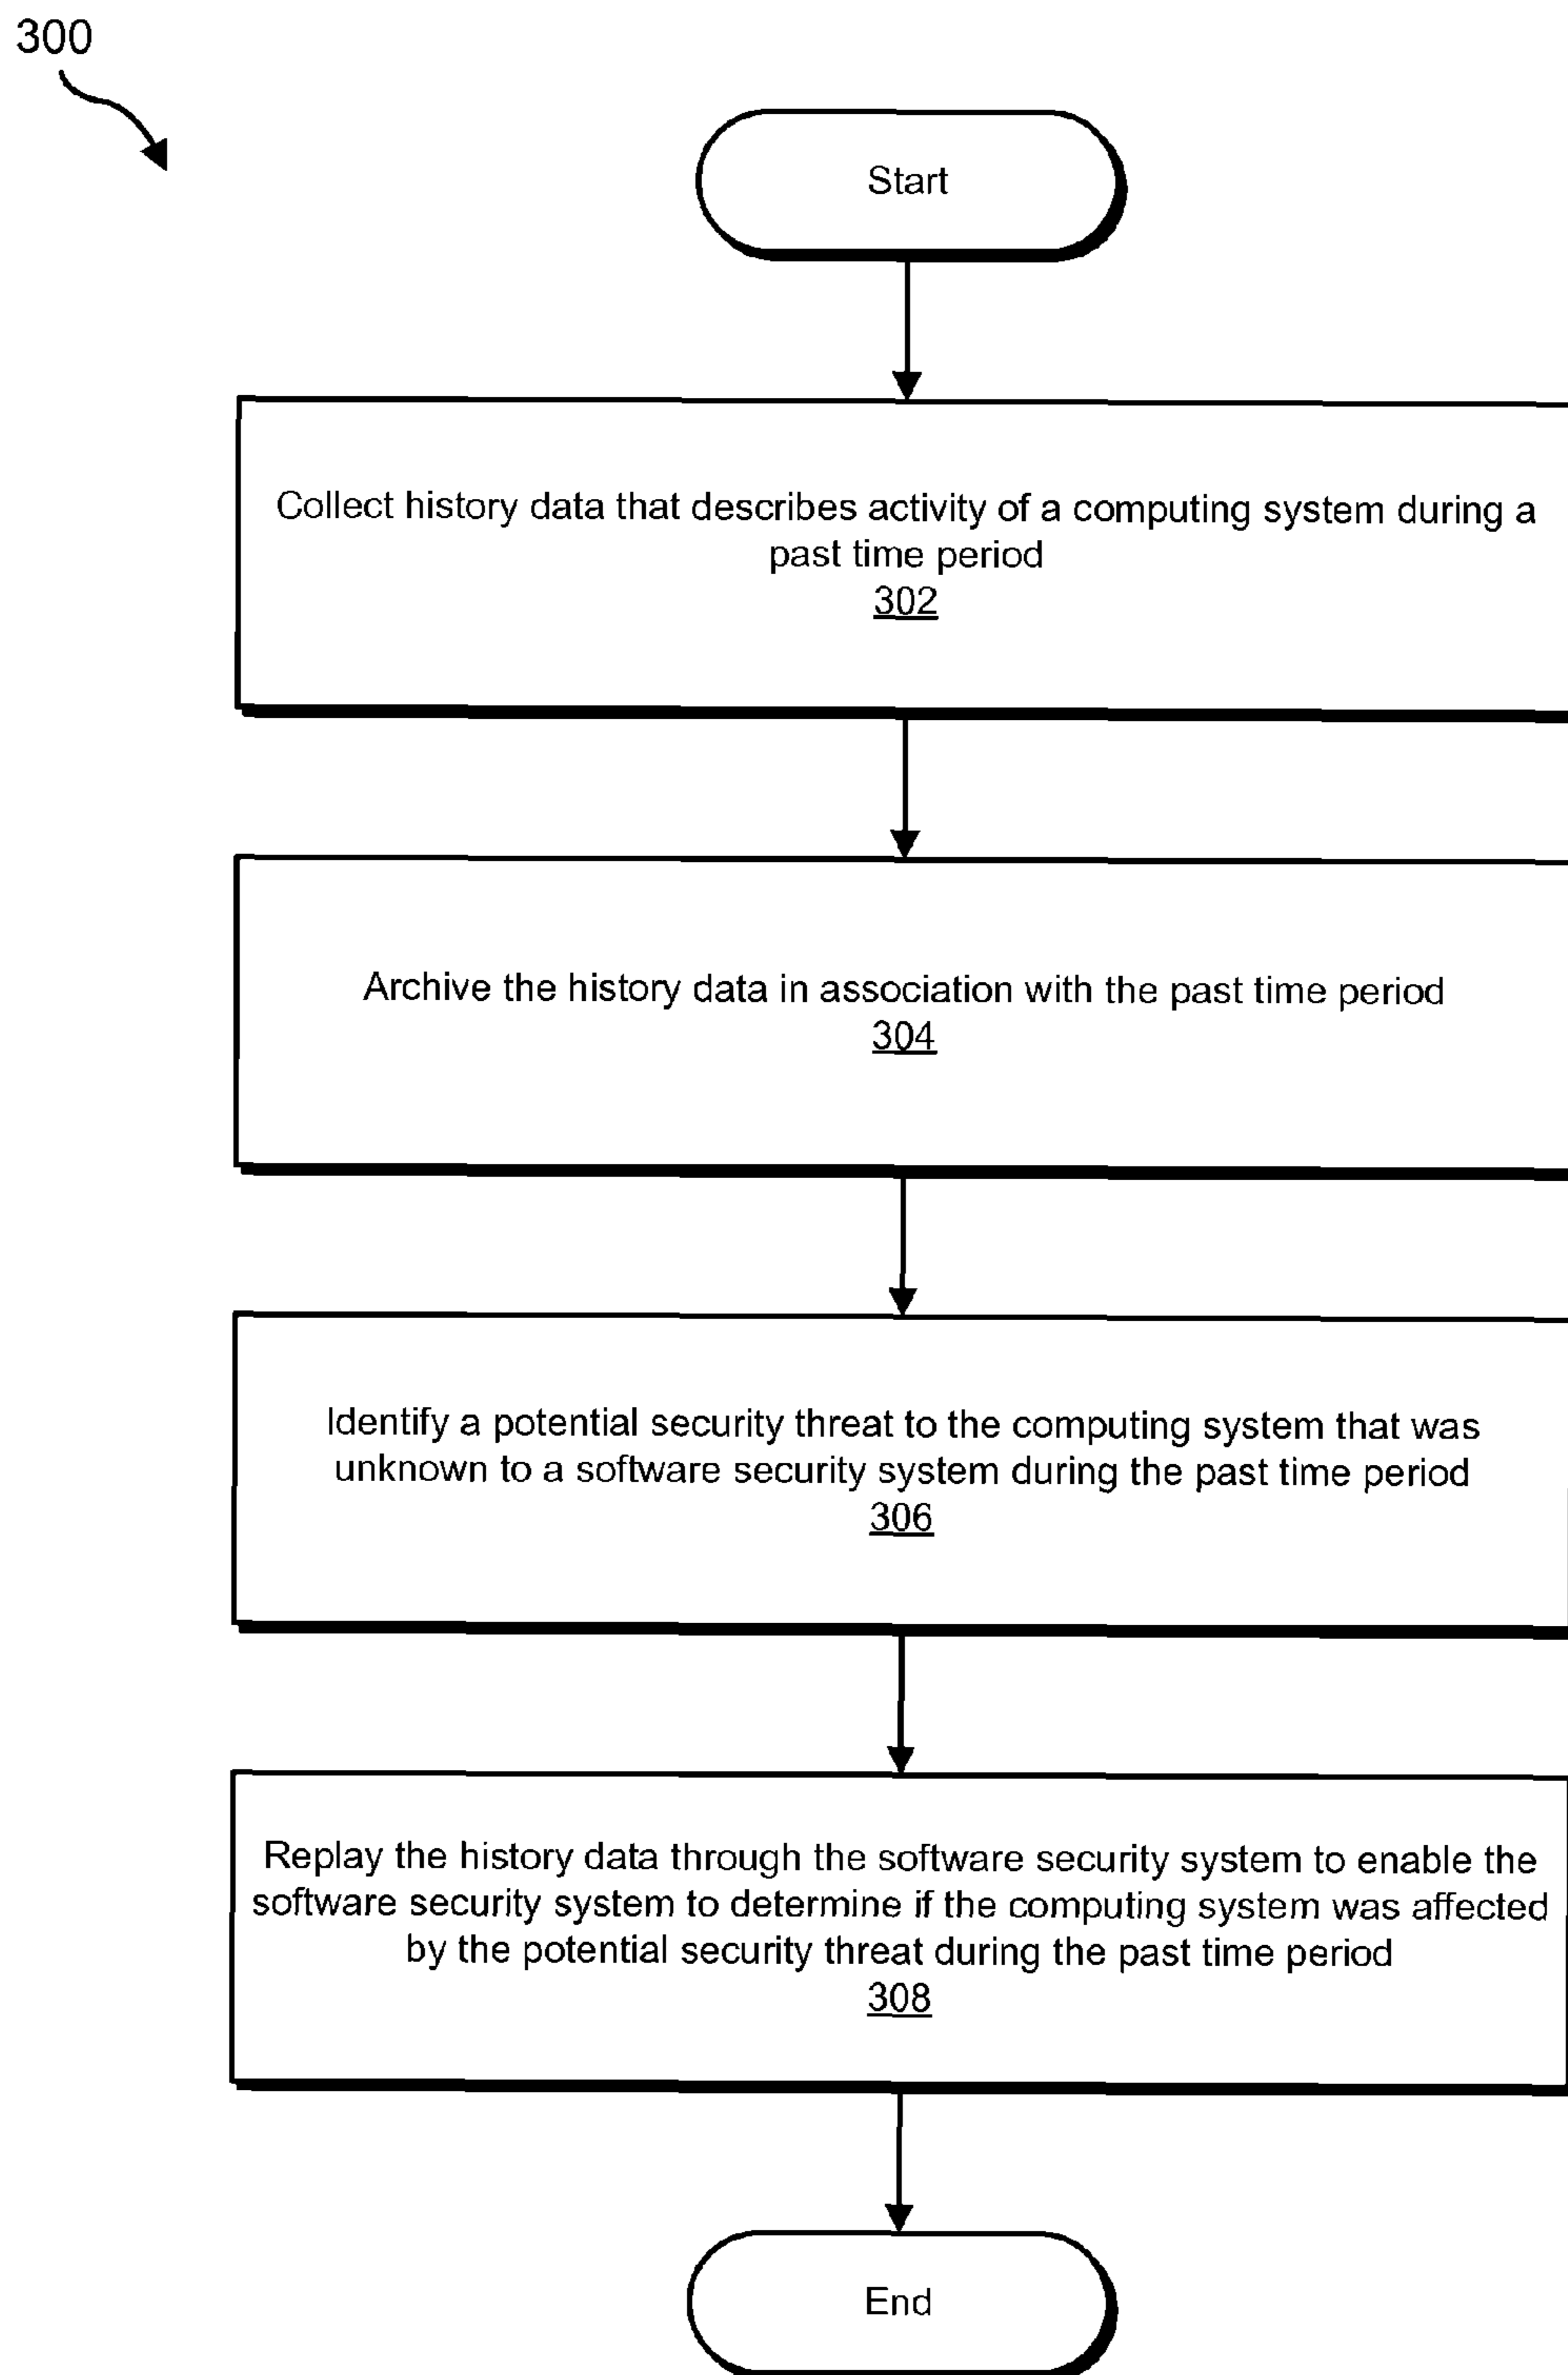 300
Start
Collect history data that describes activity of a computing system during a
past time period
302
Archive the history data in association with the past time period
304
Identify a potential security threat to the computing system that was
unknown to a software security system during the past time period
306
Replay the history data through the software security system to enable the
software security system to determine if the computing system was affected
by the potential security threat during the past time period
308
End